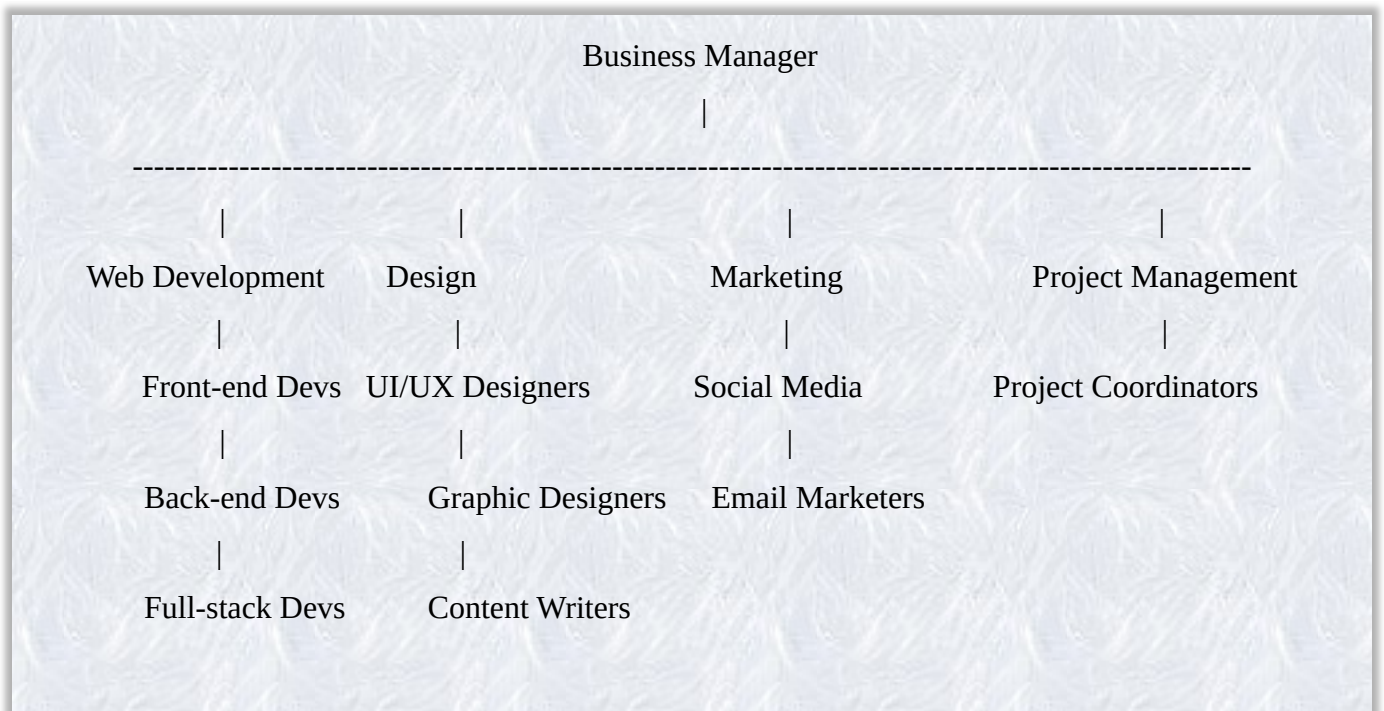 Business Manager
|
----------------------------------------------------------------------------------------------------------
| | | |
Web Development Design Marketing Project Management
| | | |
Front-end Devs UI/UX Designers Social Media Project Coordinators
| | |
Back-end Devs Graphic Designers Email Marketers
| |
Full-stack Devs Content Writers